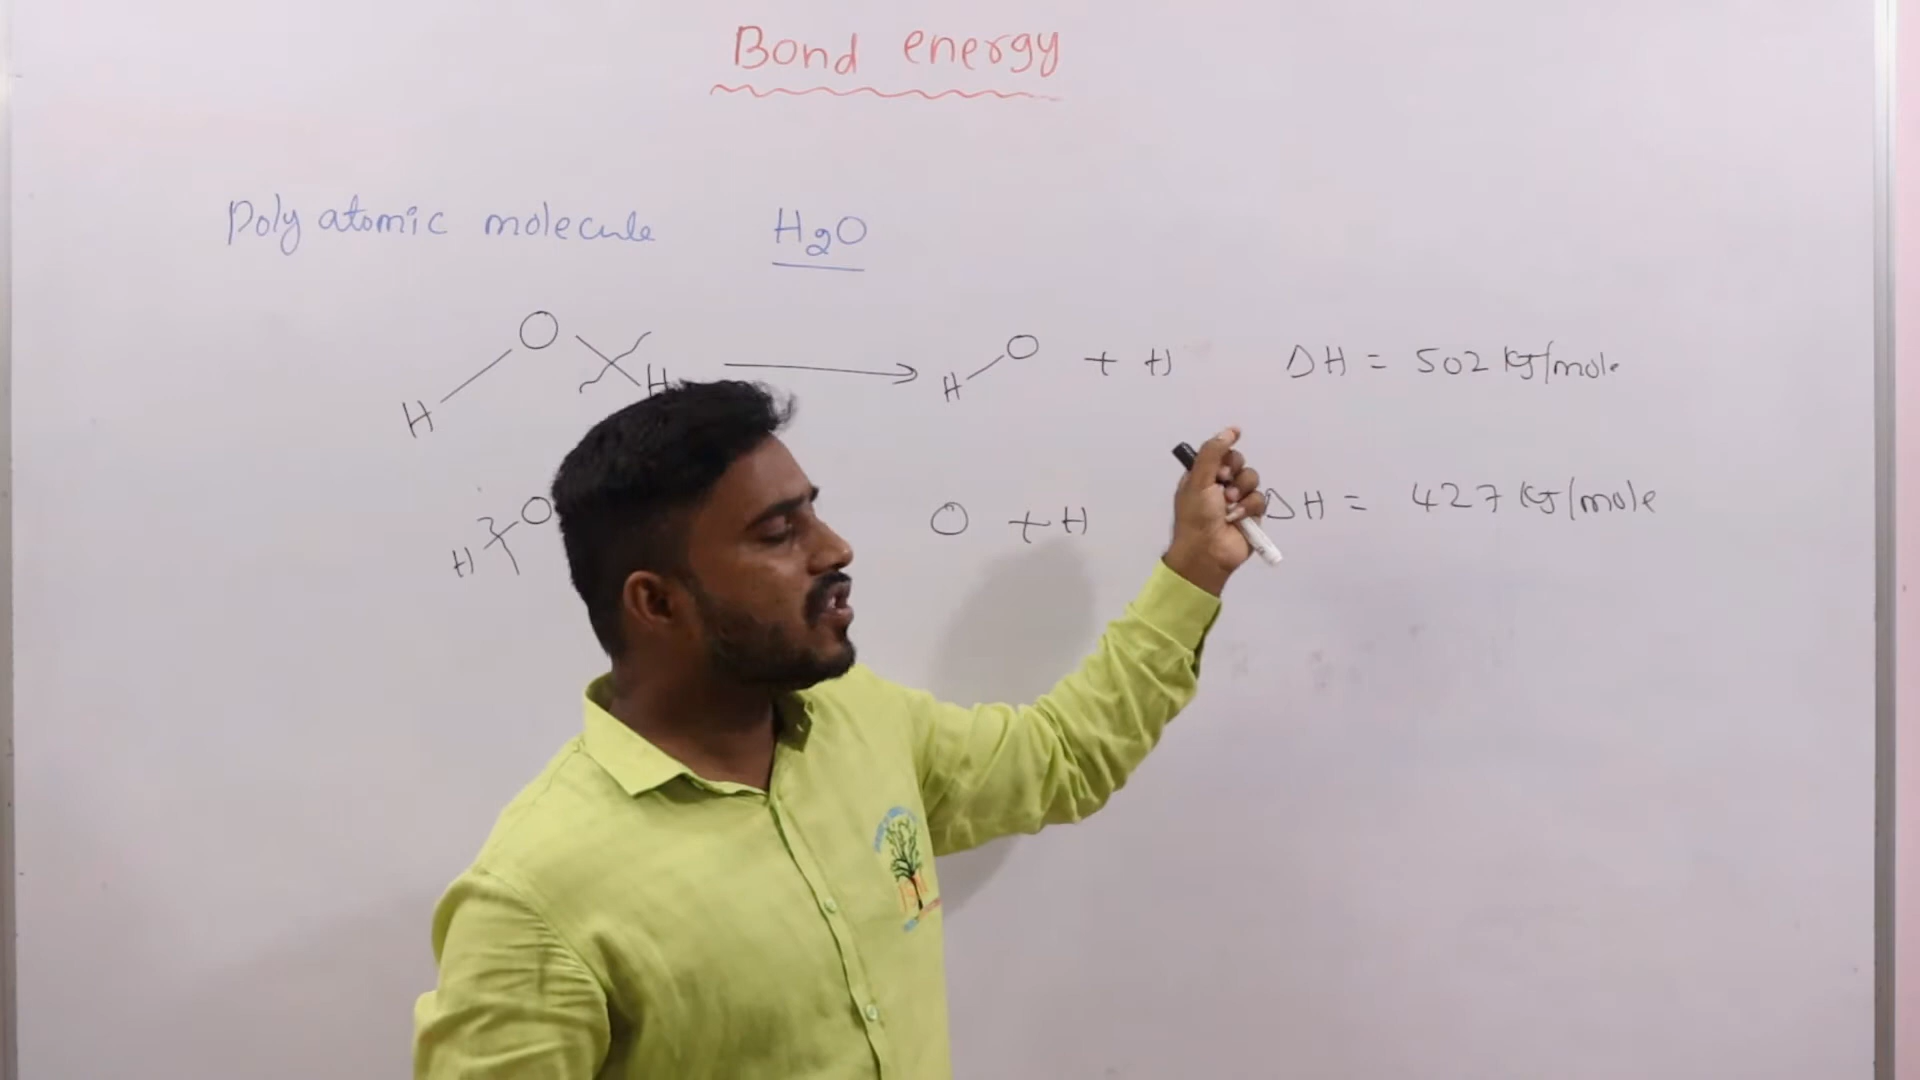 Bond energy
Poly atomic molecule H2O
H O H → H O + H ΔH = 502 KJ/mole
H O O + H ΔH = 427 KJ/mole